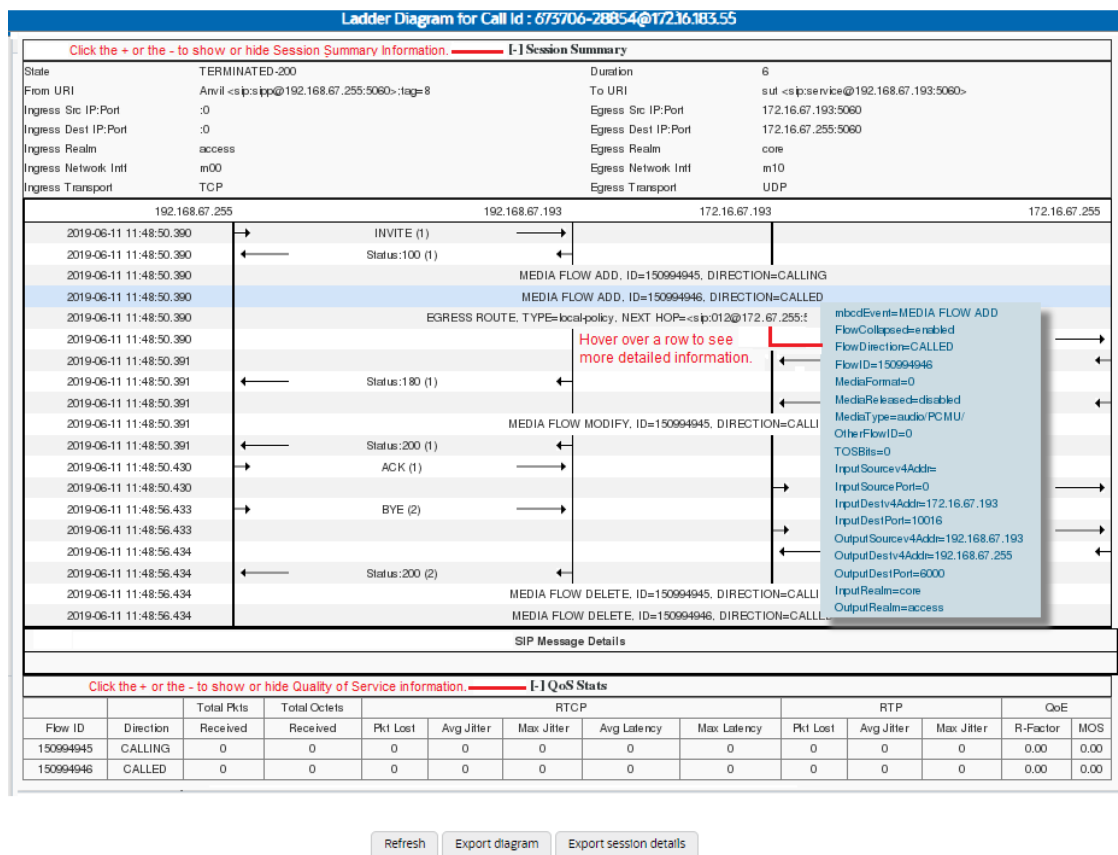 Ladder Diagram for Call Id : 673706-28854@172.16.183.55
Click the + or the - to show or hide Session Summary Information. [-] Session Summary
State TERMINATED-200 Duration 6
From URI Anvil <sip:sipp@192.168.67.255:5060>;tag=8 To URI sut <sip:service@192.168.67.193:5060>
Ingress Src IP:Port :0 Egress Src IP:Port 172.16.67.193:5060
Ingress Dest IP:Port :0 Egress Dest IP:Port 172.16.67.255:5060
Ingress Realm access Egress Realm core
Ingress Network Intf m00 Egress Network Intf m10
Ingress Transport TCP Egress Transport UDP
192.168.67.255 192.168.67.193 172.16.67.193 172.16.67.255
2019-06-11 11:48:50.390 INVITE (1)
2019-06-11 11:48:50.390 Status:100 (1)
2019-06-11 11:48:50.390 MEDIA FLOW ADD, ID=150994945, DIRECTION=CALLING
2019-06-11 11:48:50.390 MEDIA FLOW ADD, ID=150994946, DIRECTION=CALLED
2019-06-11 11:48:50.390 EGRESS ROUTE, TYPE=local-policy, NEXT HOP=<sip:012@172.67.255:5
2019-06-11 11:48:50.390
2019-06-11 11:48:50.391
2019-06-11 11:48:50.391 Status:180 (1)
2019-06-11 11:48:50.391
2019-06-11 11:48:50.391 MEDIA FLOW MODIFY, ID=150994945, DIRECTION=CALLI
2019-06-11 11:48:50.391 Status:200 (1)
2019-06-11 11:48:50.430 ACK (1)
2019-06-11 11:48:50.430
2019-06-11 11:48:56.433 BYE (2)
2019-06-11 11:48:56.433
2019-06-11 11:48:56.434
2019-06-11 11:48:56.434 Status:200 (2)
2019-06-11 11:48:56.434 MEDIA FLOW DELETE, ID=150994945, DIRECTION=CALLI
2019-06-11 11:48:56.434 MEDIA FLOW DELETE, ID=150994946, DIRECTION=CALLE
Hover over a row to see
more detailed information.
mbcdEvent=MEDIA FLOW ADD
FlowCollapsed=enabled
FlowDirection=CALLED
FlowID=150994946
MediaFormat=0
MediaReleased=disabled
MediaType=audio/PCMU/
OtherFlowID=0
TOSBits=0
InputSourcev4Addr=
InputSourcePort=0
InputDestv4Addr=172.16.67.193
InputDestPort=10016
OutputSourcev4Addr=192.168.67.193
OutputDestv4Addr=192.168.67.255
OutputDestPort=6000
InputRealm=core
OutputRealm=access
SIP Message Details
Click the + or the - to show or hide Quality of Service information. [-] QoS Stats
Total Pkts Total Octets RTCP RTP QoE
Flow ID Direction Received Received Pkt Lost Avg Jitter Max Jitter Avg Latency Max Latency Pkt Lost Avg Jitter Max Jitter R-Factor MOS
150994945 CALLING 0 0 0 0 0 0 0 0 0 0 0.00 0.00
150994946 CALLED 0 0 0 0 0 0 0 0 0 0 0.00 0.00
Refresh Export diagram Export session details